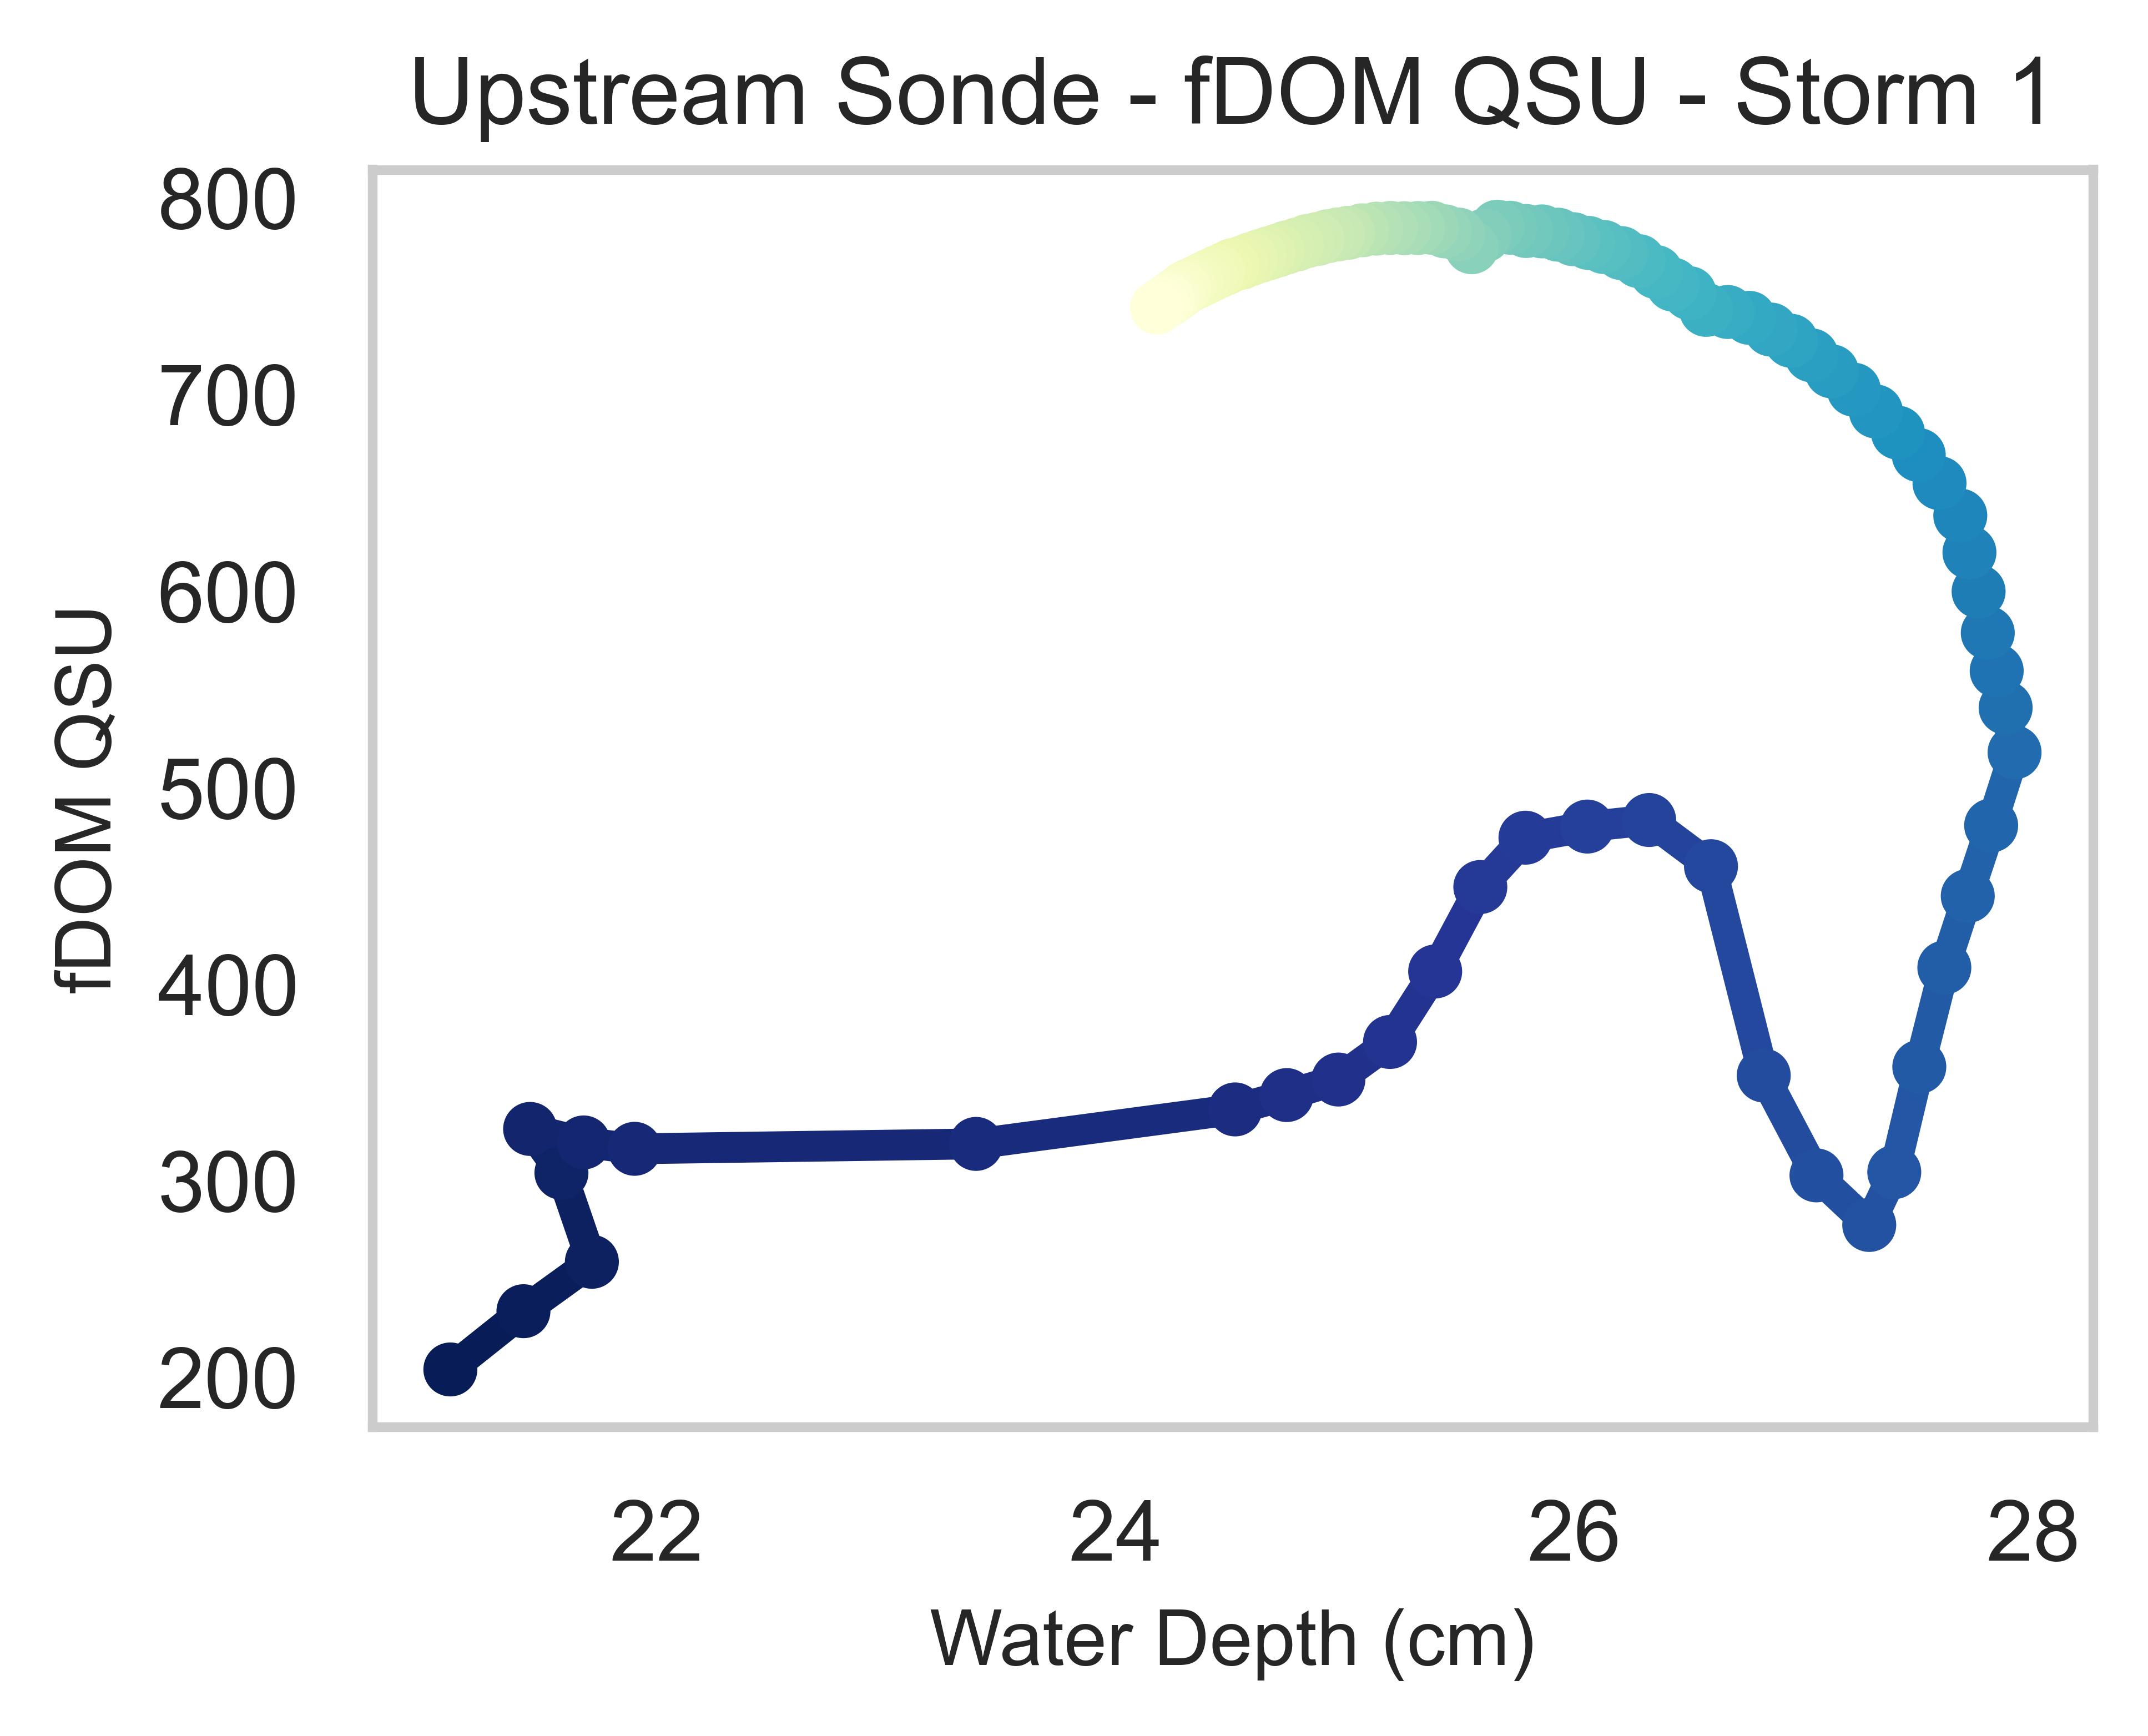 Upstream Sonde - fDOM QSU - Storm 1
800
700
600
500
400
300
200
fDOM QSU
22 24 26 28
Water Depth (cm)